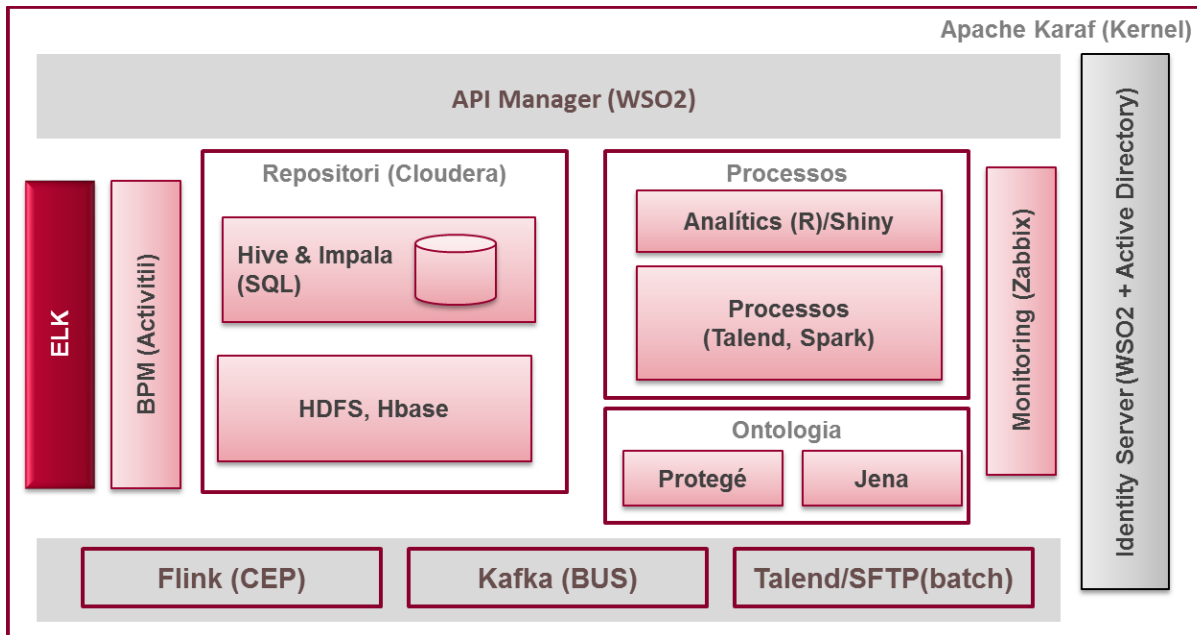 Apache Karaf (Kernel)
API Manager (WSO2)
Identity Server(WSO2 + Active Directory)
ELK
BPM (Activitii)
Repositori (Cloudera)
Hive & Impala
(SQL)
HDFS, Hbase
Processos
Analítics (R)/Shiny
Processos
(Talend, Spark)
Ontologia
Protegé
Jena
Monitoring (Zabbix)
Flink (CEP)
Kafka (BUS)
Talend/SFTP(batch)